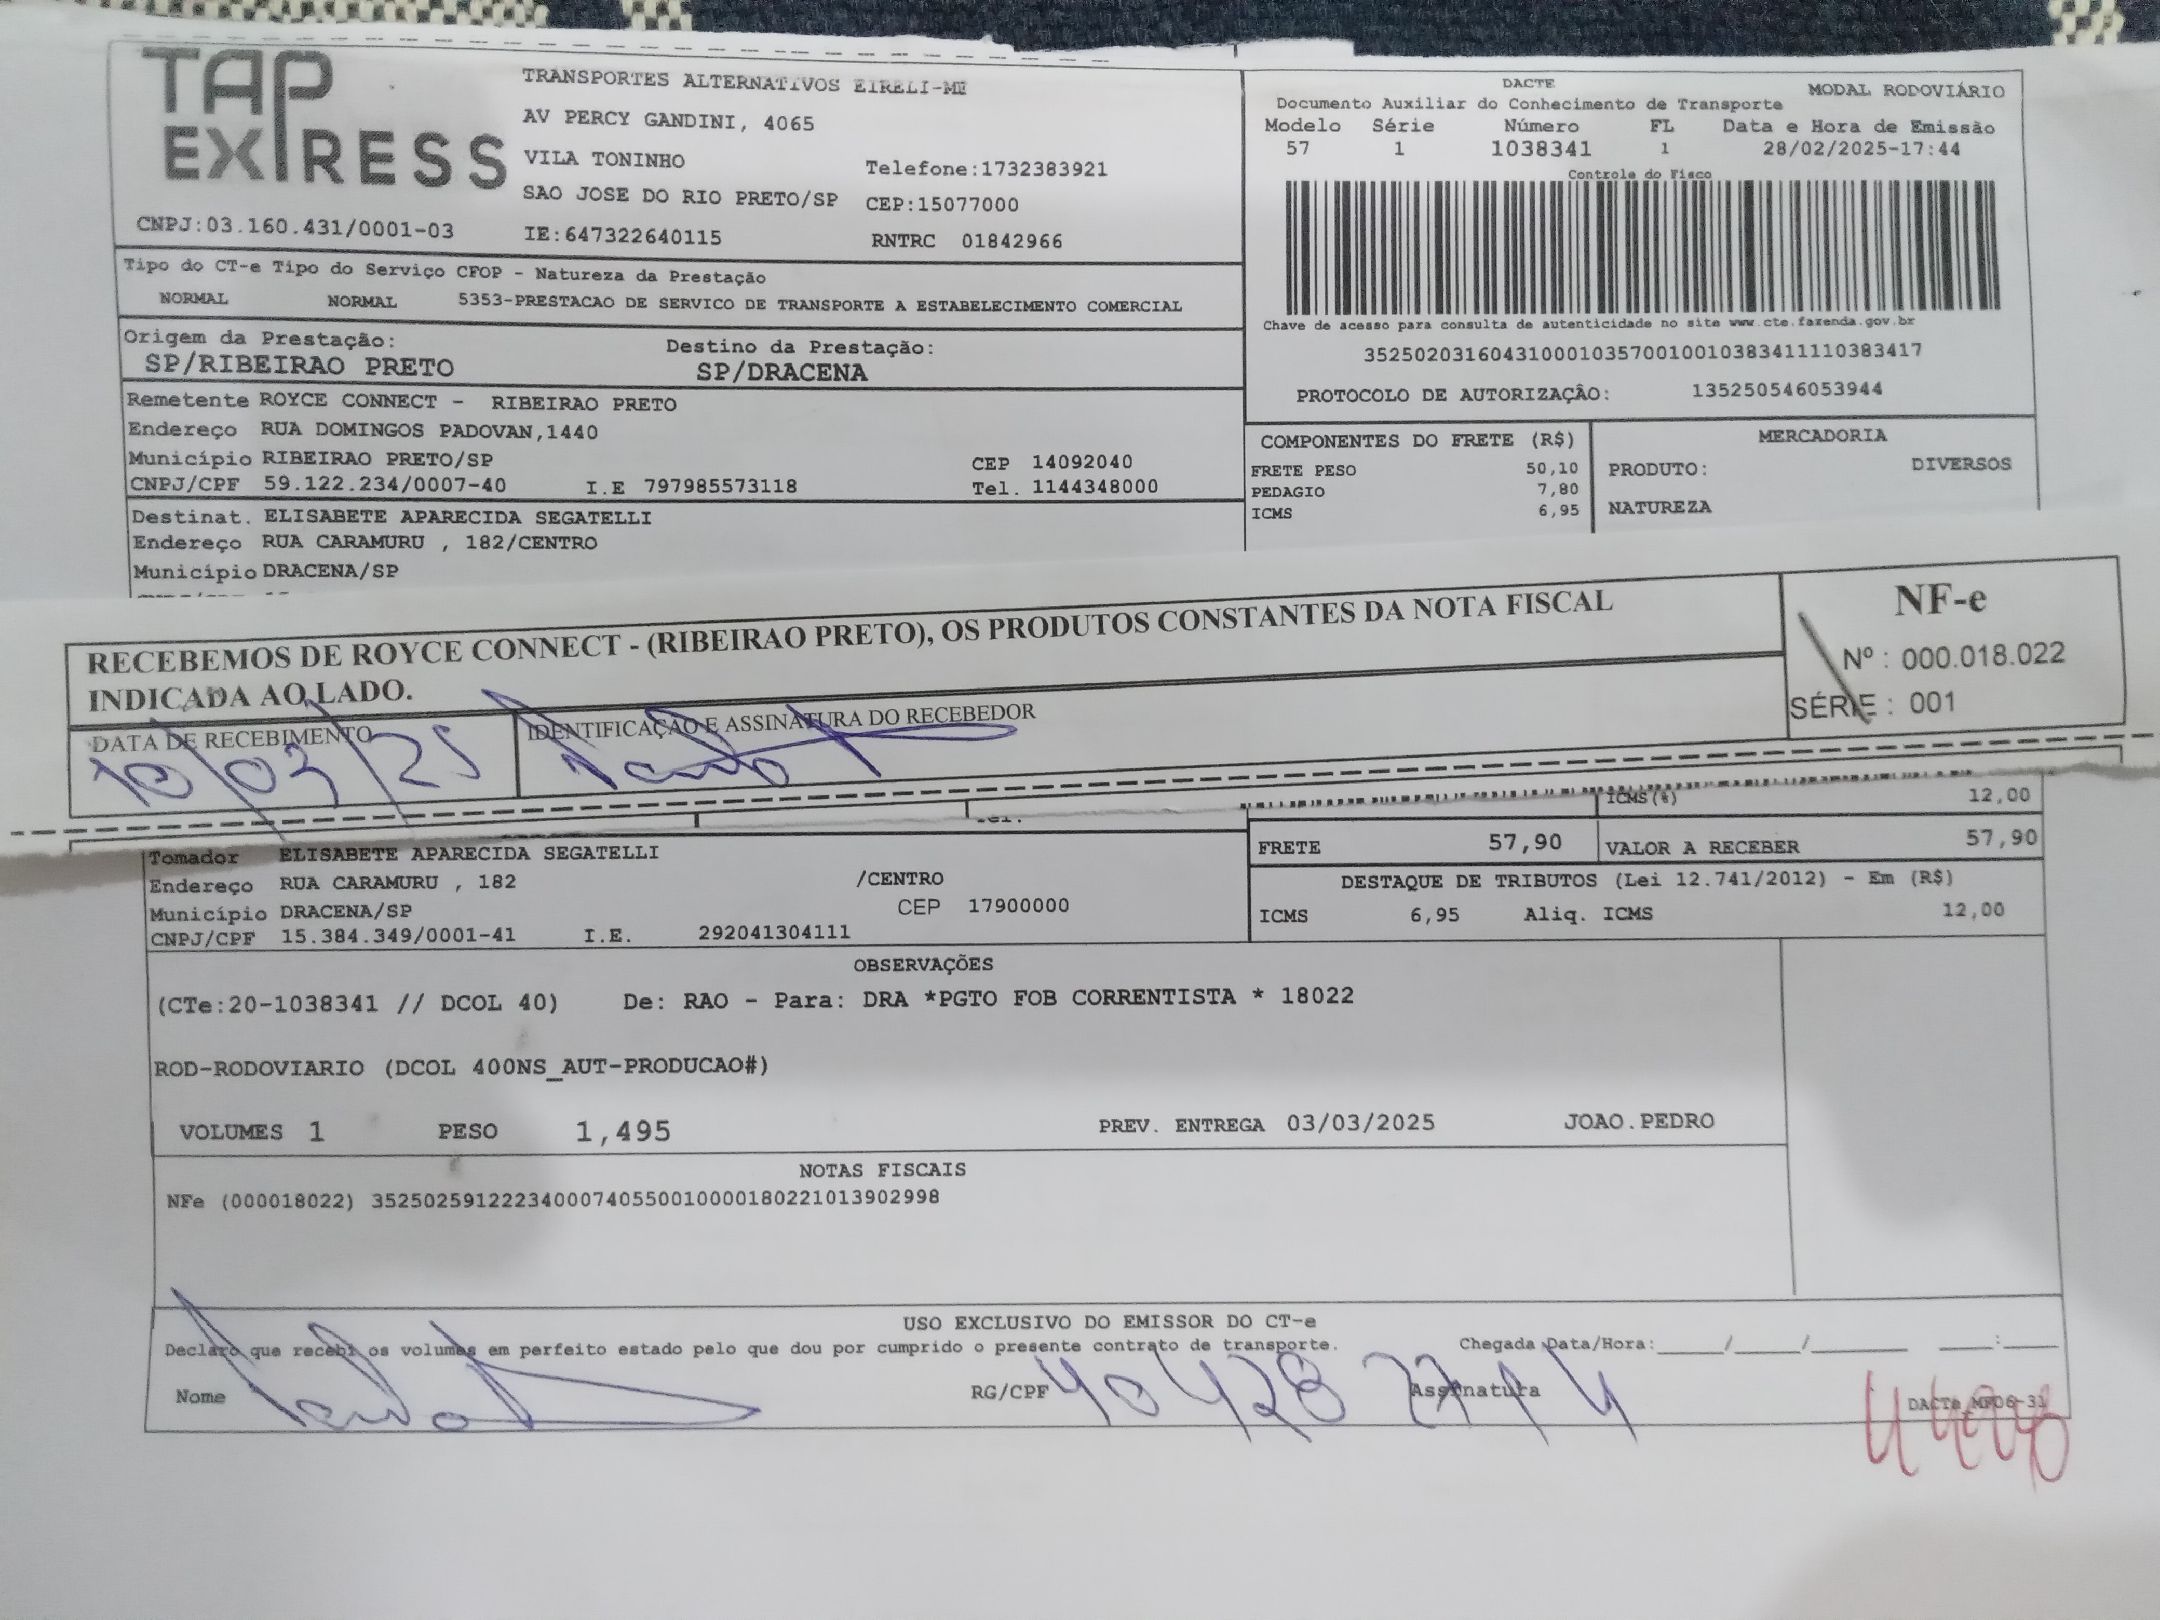 TAP EXPRESS
TRANSPORTES ALTERNATIVOS EIRELI-ME
AV PERCY GANDINI, 4065
VILA TONINHO Telefone:1732383921
SAO JOSE DO RIO PRETO/SP CEP:15077000
CNPJ:03.160.431/0001-03 IE:647322640115 RNTRC 01842966
DACTE MODAL RODOVIÁRIO
Documento Auxiliar do Conhecimento de Transporte
Modelo Série Número FL Data e Hora de Emissão
57 1 1038341 1 28/02/2025-17:44
Controle do Fisco
Chave de acesso para consulta de autenticidade no site www.cte.fazenda.gov.br
35250203160431000103570010010383411110383417
PROTOCOLO DE AUTORIZAÇÃO: 135250546053944
Tipo do CT-e Tipo do Serviço CFOP - Natureza da Prestação
NORMAL NORMAL 5353-PRESTACAO DE SERVICO DE TRANSPORTE A ESTABELECIMENTO COMERCIAL
Origem da Prestação: Destino da Prestação:
SP/RIBEIRAO PRETO SP/DRACENA
Remetente ROYCE CONNECT - RIBEIRAO PRETO
Endereço RUA DOMINGOS PADOVAN,1440
Município RIBEIRAO PRETO/SP CEP 14092040
CNPJ/CPF 59.122.234/0007-40 I.E 797985573118 Tel. 1144348000
Destinat. ELISABETE APARECIDA SEGATELLI
Endereço RUA CARAMURU , 182/CENTRO
Município DRACENA/SP
COMPONENTES DO FRETE (R$) MERCADORIA
FRETE PESO 50,10 PRODUTO: DIVERSOS
PEDAGIO 7,80
ICMS 6,95 NATUREZA
RECEBEMOS DE ROYCE CONNECT - (RIBEIRAO PRETO), OS PRODUTOS CONSTANTES DA NOTA FISCAL
INDICADA AO LADO.
NF-e
Nº : 000.018.022
SÉRIE : 001
DATA DE RECEBIMENTO IDENTIFICAÇÃO E ASSINATURA DO RECEBEDOR
10/03/25
ICMS(%) 12,00
FRETE 57,90 VALOR A RECEBER 57,90
DESTAQUE DE TRIBUTOS (Lei 12.741/2012) - Em (R$)
ICMS 6,95 Aliq. ICMS 12,00
Tomador ELISABETE APARECIDA SEGATELLI
Endereço RUA CARAMURU , 182 /CENTRO
Município DRACENA/SP CEP 17900000
CNPJ/CPF 15.384.349/0001-41 I.E. 292041304111
OBSERVAÇÕES
(CTe:20-1038341 // DCOL 40) De: RAO - Para: DRA *PGTO FOB CORRENTISTA * 18022
ROD-RODOVIARIO (DCOL 400NS_AUT-PRODUCAO#)
VOLUMES 1 PESO 1,495 PREV. ENTREGA 03/03/2025 JOAO.PEDRO
NOTAS FISCAIS
NFe (000018022) 35250259122234000740550010000180221013902998
USO EXCLUSIVO DO EMISSOR DO CT-e
Declaro que recebi os volumes em perfeito estado pelo que dou por cumprido o presente contrato de transporte. Chegada Data/Hora:_____/_____/_______ ____:____
Nome RG/CPF Assinatura DACTe_MF06-31